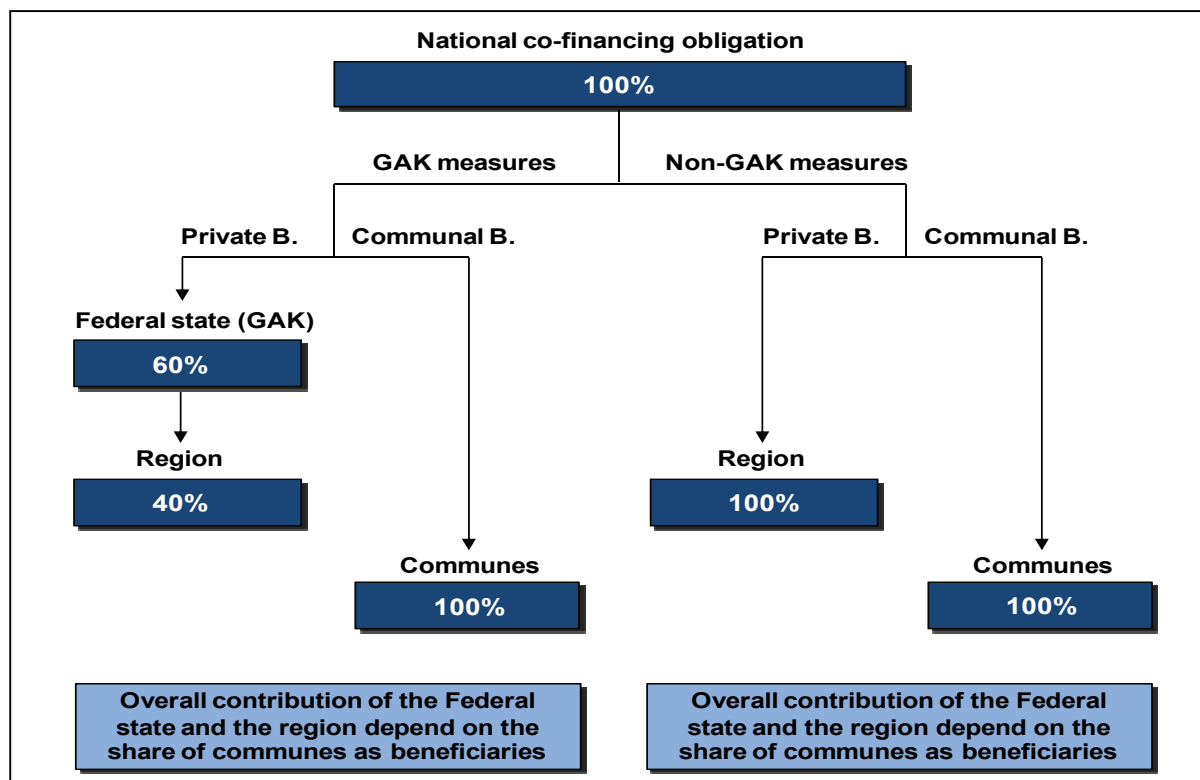 National co-financing obligation
100%
GAK measures
Non-GAK measures
Private B.
Communal B.
Private B.
Communal B.
Federal state (GAK)
60%
Region
40%
Region
100%
Communes
100%
Communes
100%
Overall contribution of the Federal
state and the region depend on the
share of communes as beneficiaries
Overall contribution of the Federal
state and the region depend on the
share of communes as beneficiaries